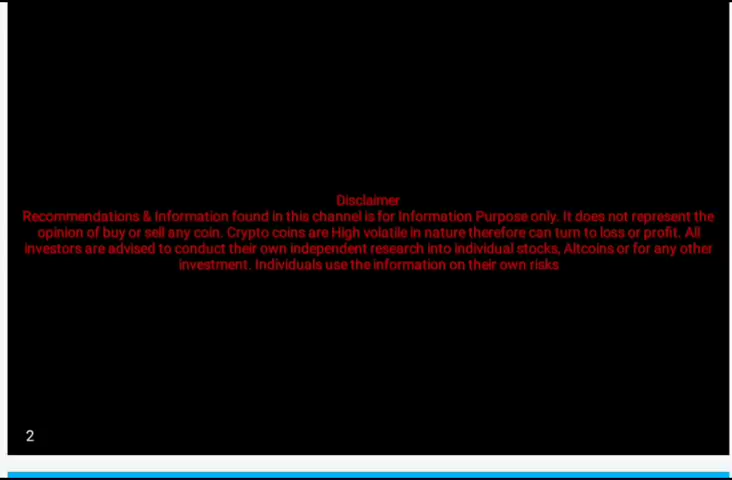 Disclaimer
Recommendations & Information found in this channel is for Information Purpose only. It does not represent the
opinion of buy or sell any coin. Crypto coins are High volatile in nature therefore can turn to loss or profit. All
investors are advised to conduct their own independent research into individual stocks, Altcoins or for any other
investment. Individuals use the information on their own risks
2